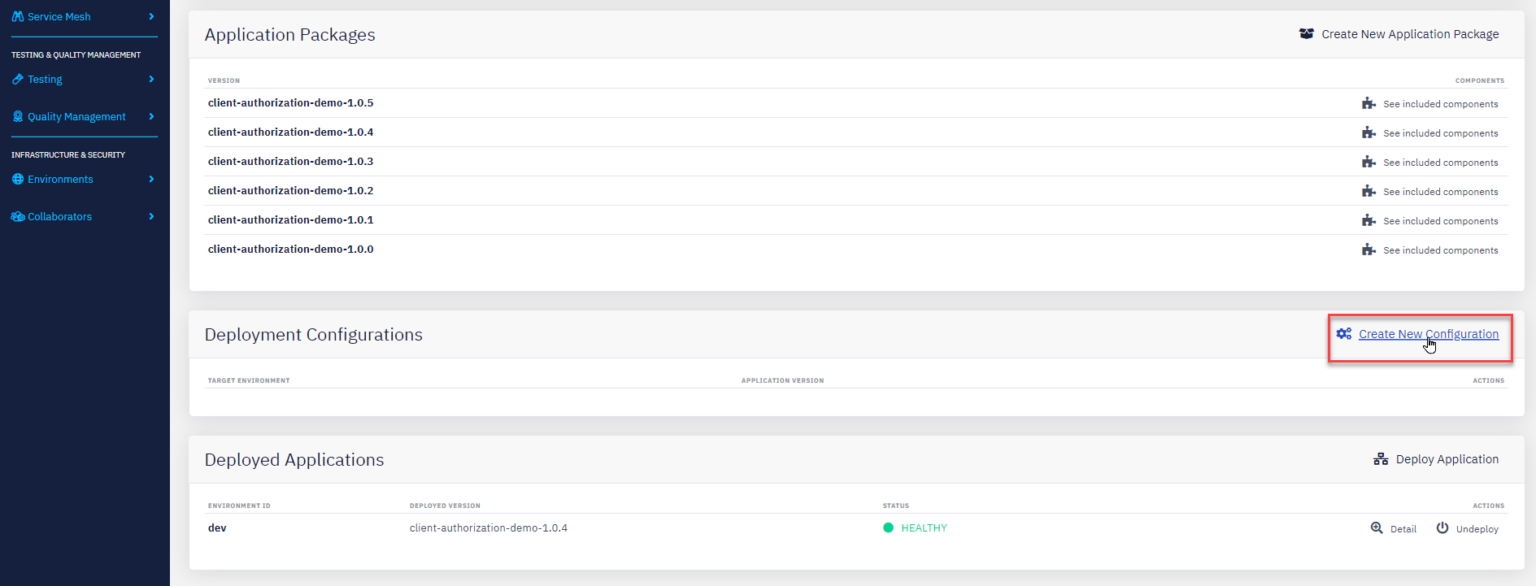 Service Mesh
TESTING & QUALITY MANAGEMENT
Testing
Quality Management
INFRASTRUCTURE & SECURITY
Environments
Collaborators
Application Packages
Create New Application Package
VERSION COMPONENTS
client-authorization-demo-1.0.5 See included components
client-authorization-demo-1.0.4 See included components
client-authorization-demo-1.0.3 See included components
client-authorization-demo-1.0.2 See included components
client-authorization-demo-1.0.1 See included components
client-authorization-demo-1.0.0 See included components
Deployment Configurations
Create New Configuration
TARGET ENVIRONMENT APPLICATION VERSION ACTIONS
Deployed Applications
Deploy Application
ENVIRONMENT ID DEPLOYED VERSION STATUS ACTIONS
dev client-authorization-demo-1.0.4 HEALTHY Detail Undeploy